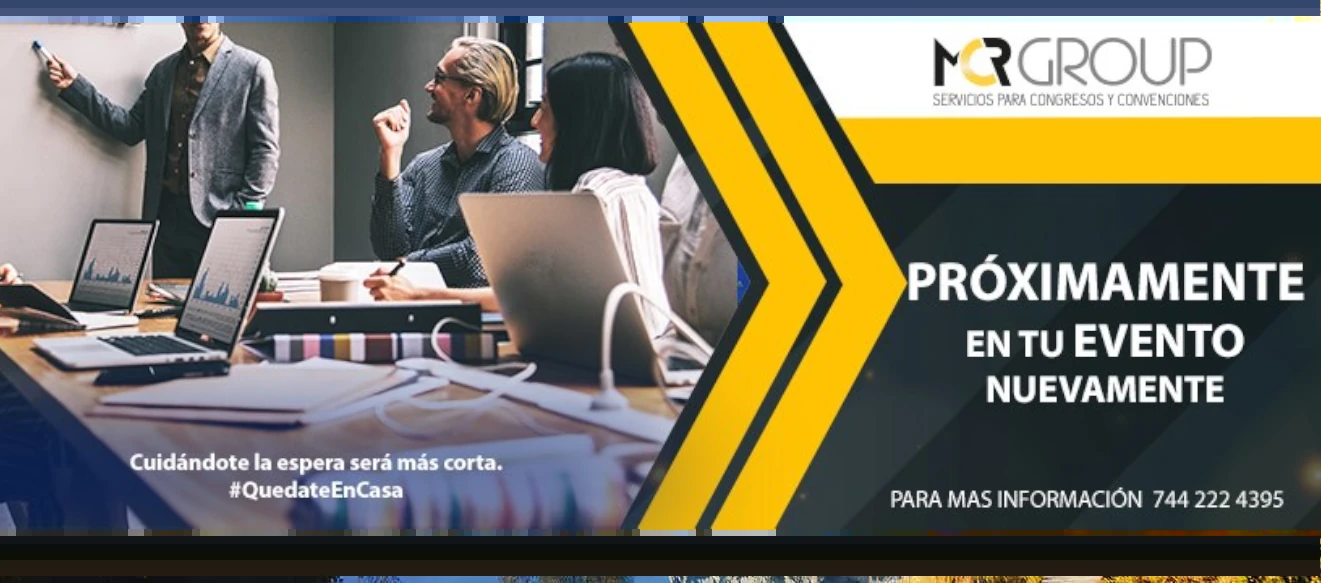 MCR GROUP
SERVICIOS PARA CONGRESOS Y CONVENCIONES
PRÓXIMAMENTE
EN TU EVENTO
NUEVAMENTE
Cuidándote la espera será más corta.
#QuedateEnCasa
PARA MAS INFORMACIÓN 744 222 4395